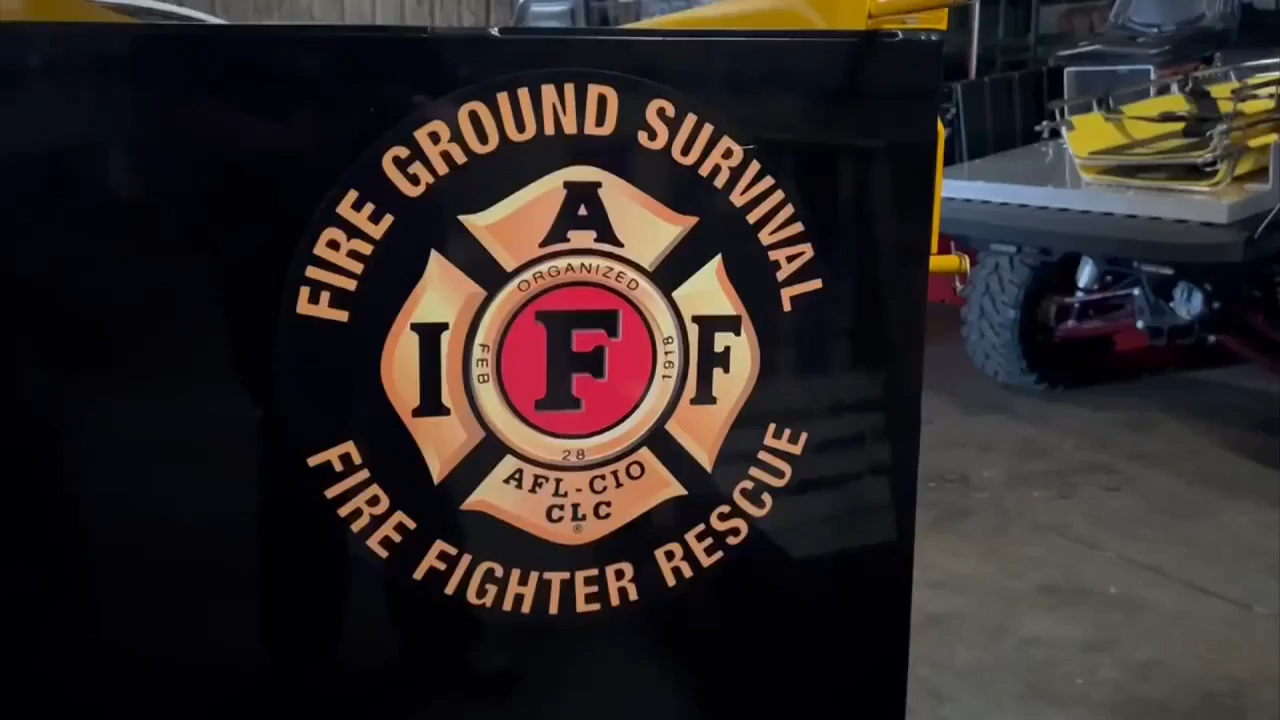 FIRE GROUND SURVIVAL
A
ORGANIZED
I F F
FEB 1918
28
AFL-CIO
CLC
®
FIRE FIGHTER RESCUE